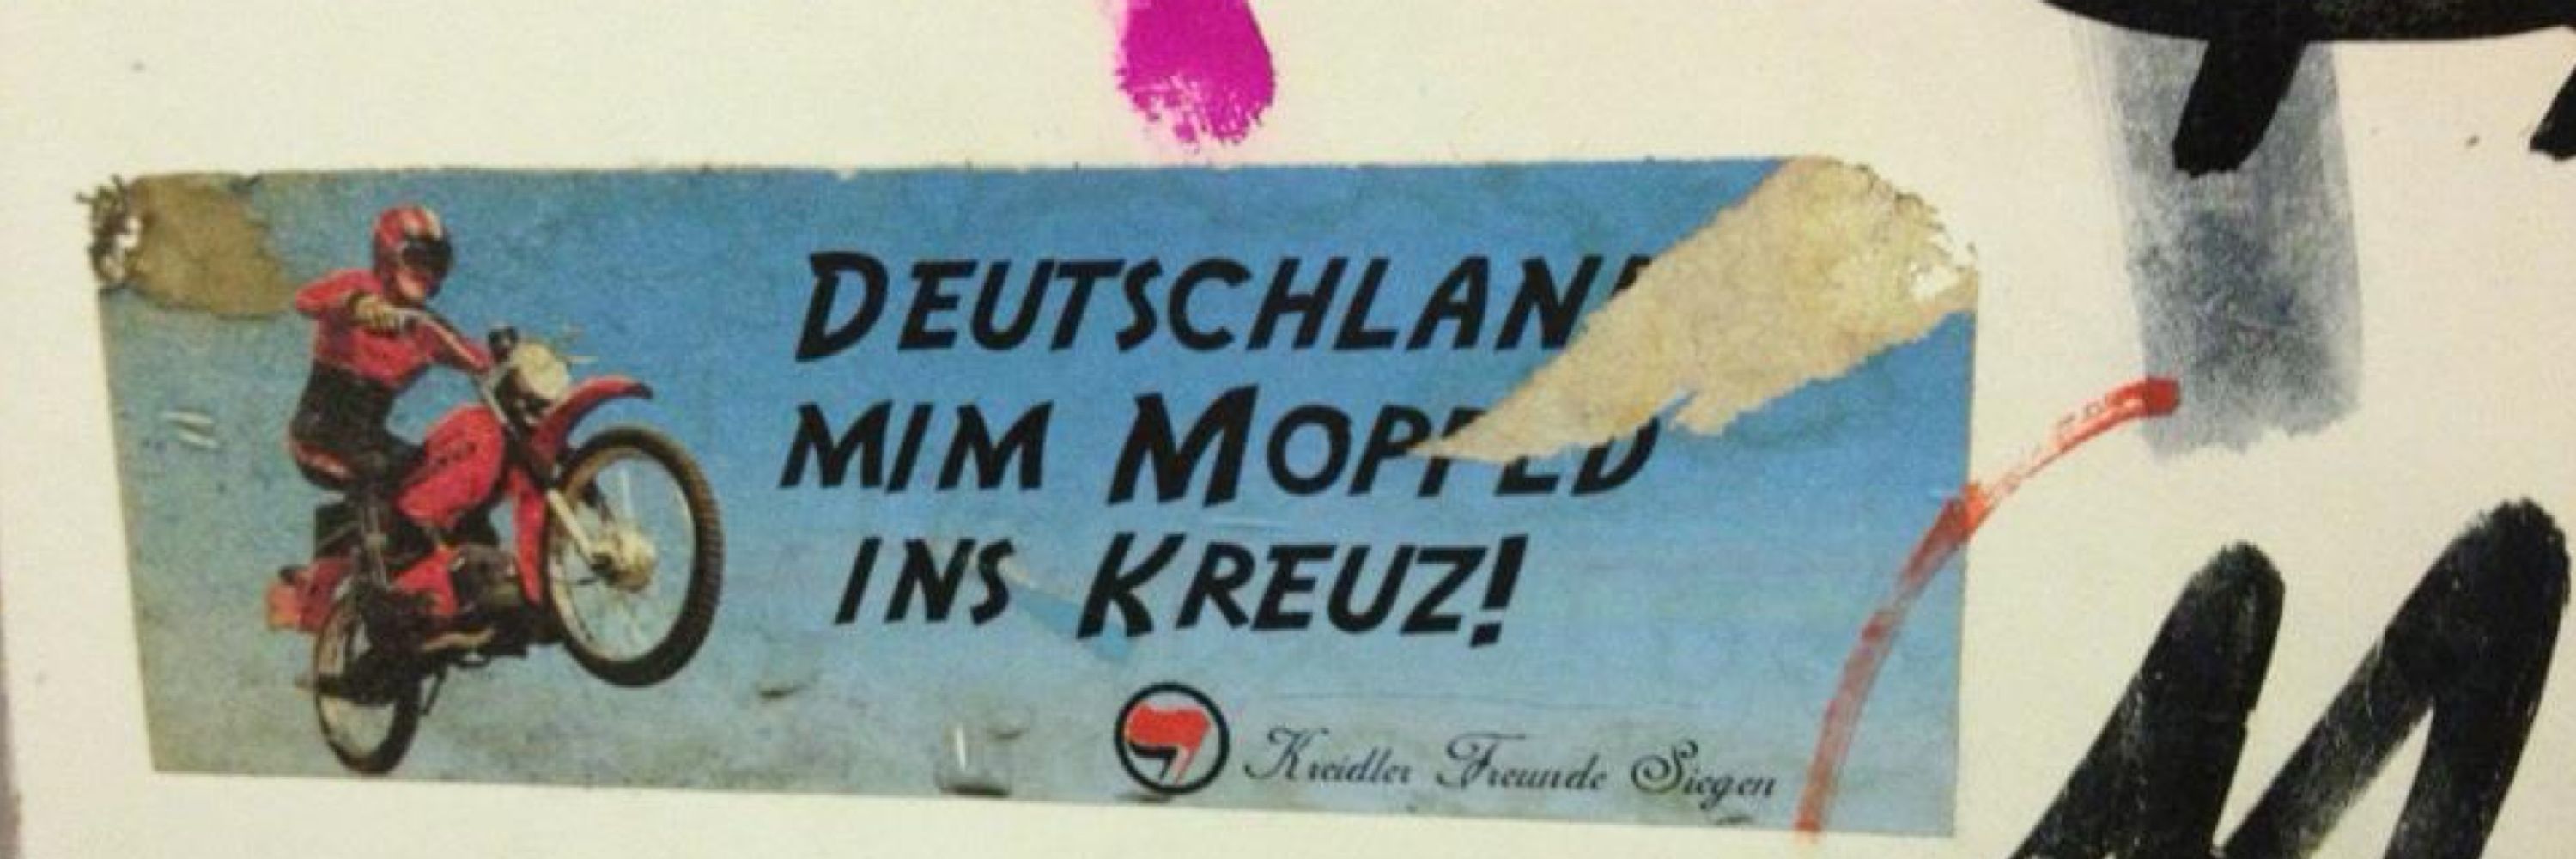 DEUTSCHLAND
MIM MOPPED
INS KREUZ!
Kreidler Freunde Siegen
M